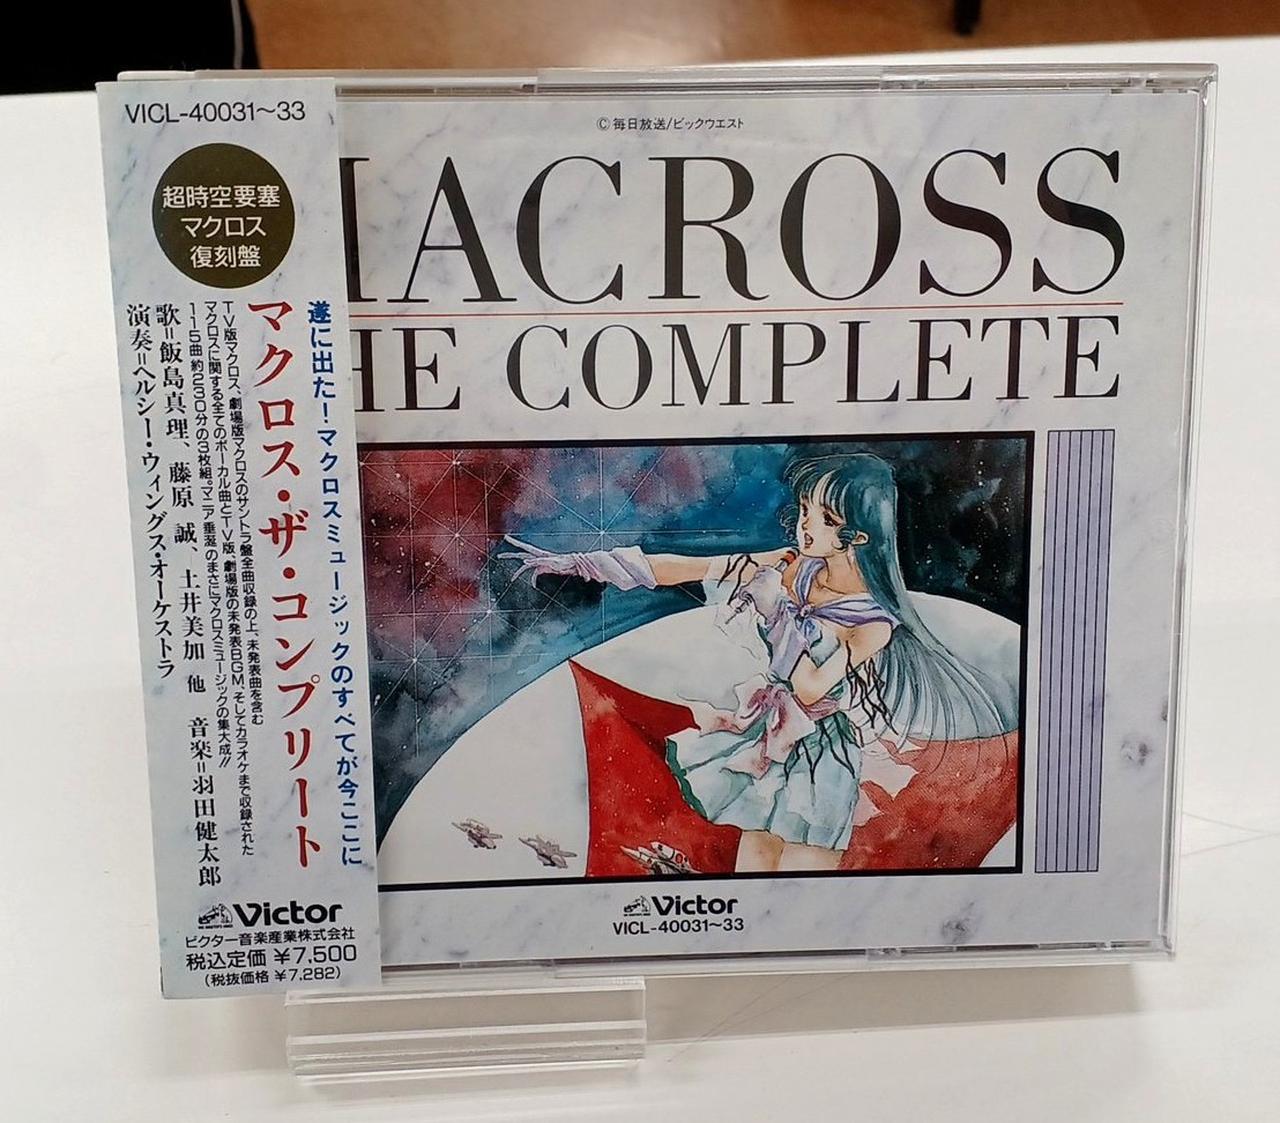 VICL-40031~33
超時空要塞
マクロス
復刻盤
遂に出た!マクロスミュージックのすべてが今ここに
マクロス・ザ・コンプリート
TV版マクロス、劇場版マクロスのサントラ盤全曲収録の上、未発表曲を含む
マクロスに関する全てのボーカル曲とTV版、劇場版の未発表BGM、そしてカラオケまで収録された
115曲 約230分の3枚組。マニア垂涎のまさにマクロスミュージックの集大成!!
歌=飯島真理、藤原 誠、土井美加 他 音楽=羽田健太郎
演奏=ヘルシー・ウィングス・オーケストラ
Victor
ビクター音楽産業株式会社
税込定価 ¥7,500
(税抜価格 ¥7,282)
© 毎日放送/ビックウエスト
MACROSS
HE COMPLETE
Victor
VICL-40031~33